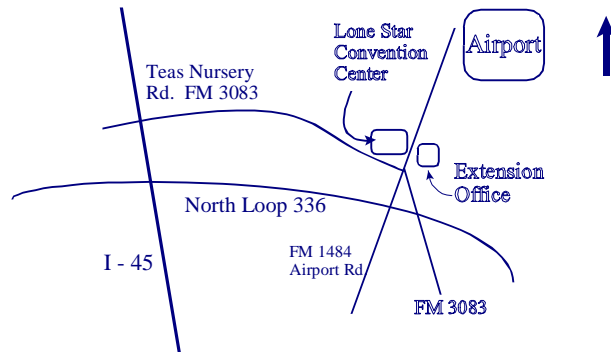 Lone Star
Convention
Center
Airport
Teas Nursery
Rd. FM 3083
Extension
Office
North Loop 336
FM 1484
Airport Rd
I - 45
FM 3083